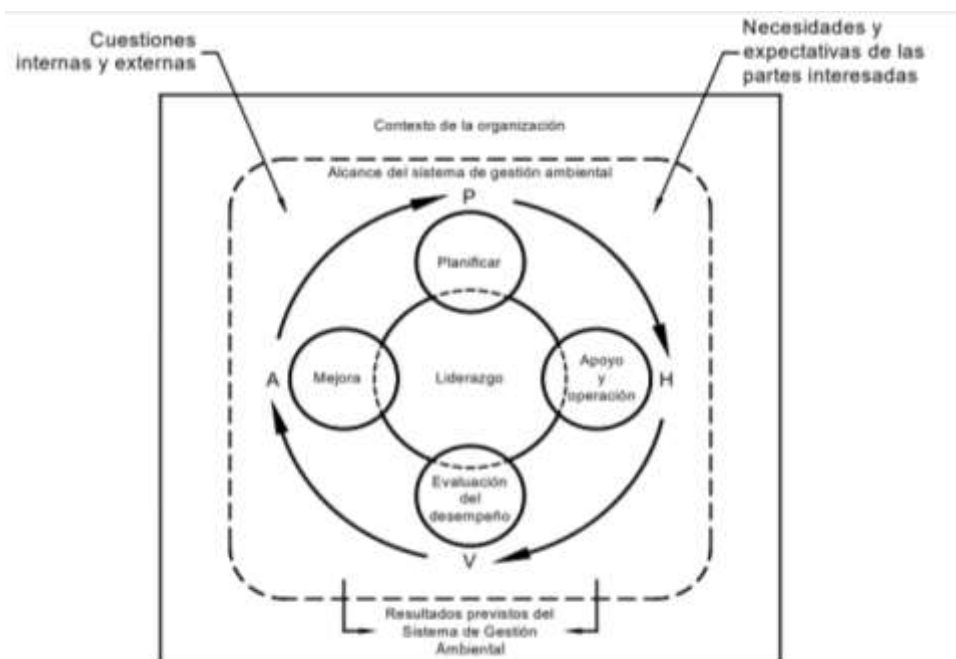 Cuestiones
internas y externas
Necesidades y
expectativas de las
partes interesadas
Contexto de la organización
Alcance del sistema de gestión ambiental
P
Planificar
A
Mejora
Liderazgo
Apoyo
y
operación
H
Evaluación
del
desempeño
V
Resultados previstos del
Sistema de Gestión
Ambiental